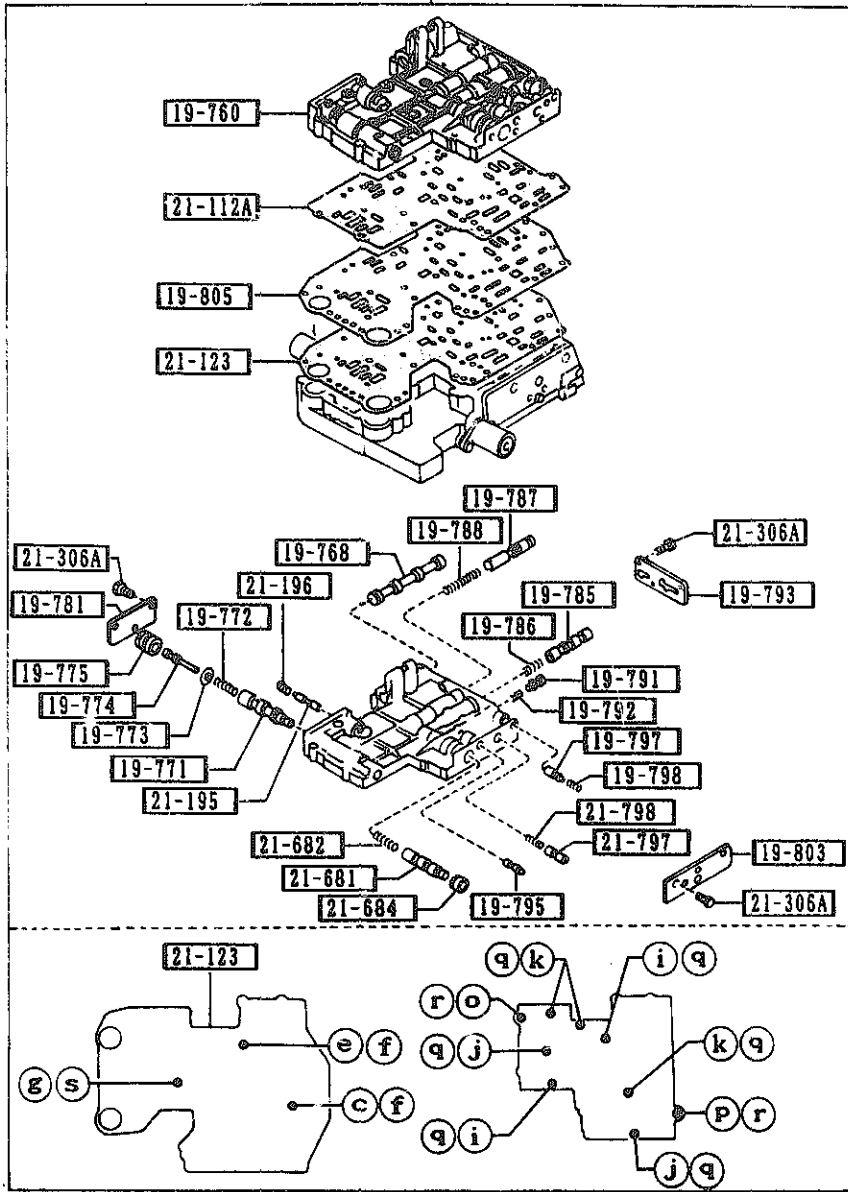 19-760
21-112A
19-805
21-123
19-787
19-788
19-768
21-306A
21-306A
21-196
19-781
19-772
19-785
19-793
19-786
19-775
19-791
19-774
19-792
19-773
19-797
19-771
19-798
21-195
21-798
21-682
21-797
19-803
21-681
21-684
19-795
21-306A
21-123
q k
i q
r o
e f
q j
k q
g s
c f
p r
q i
j q